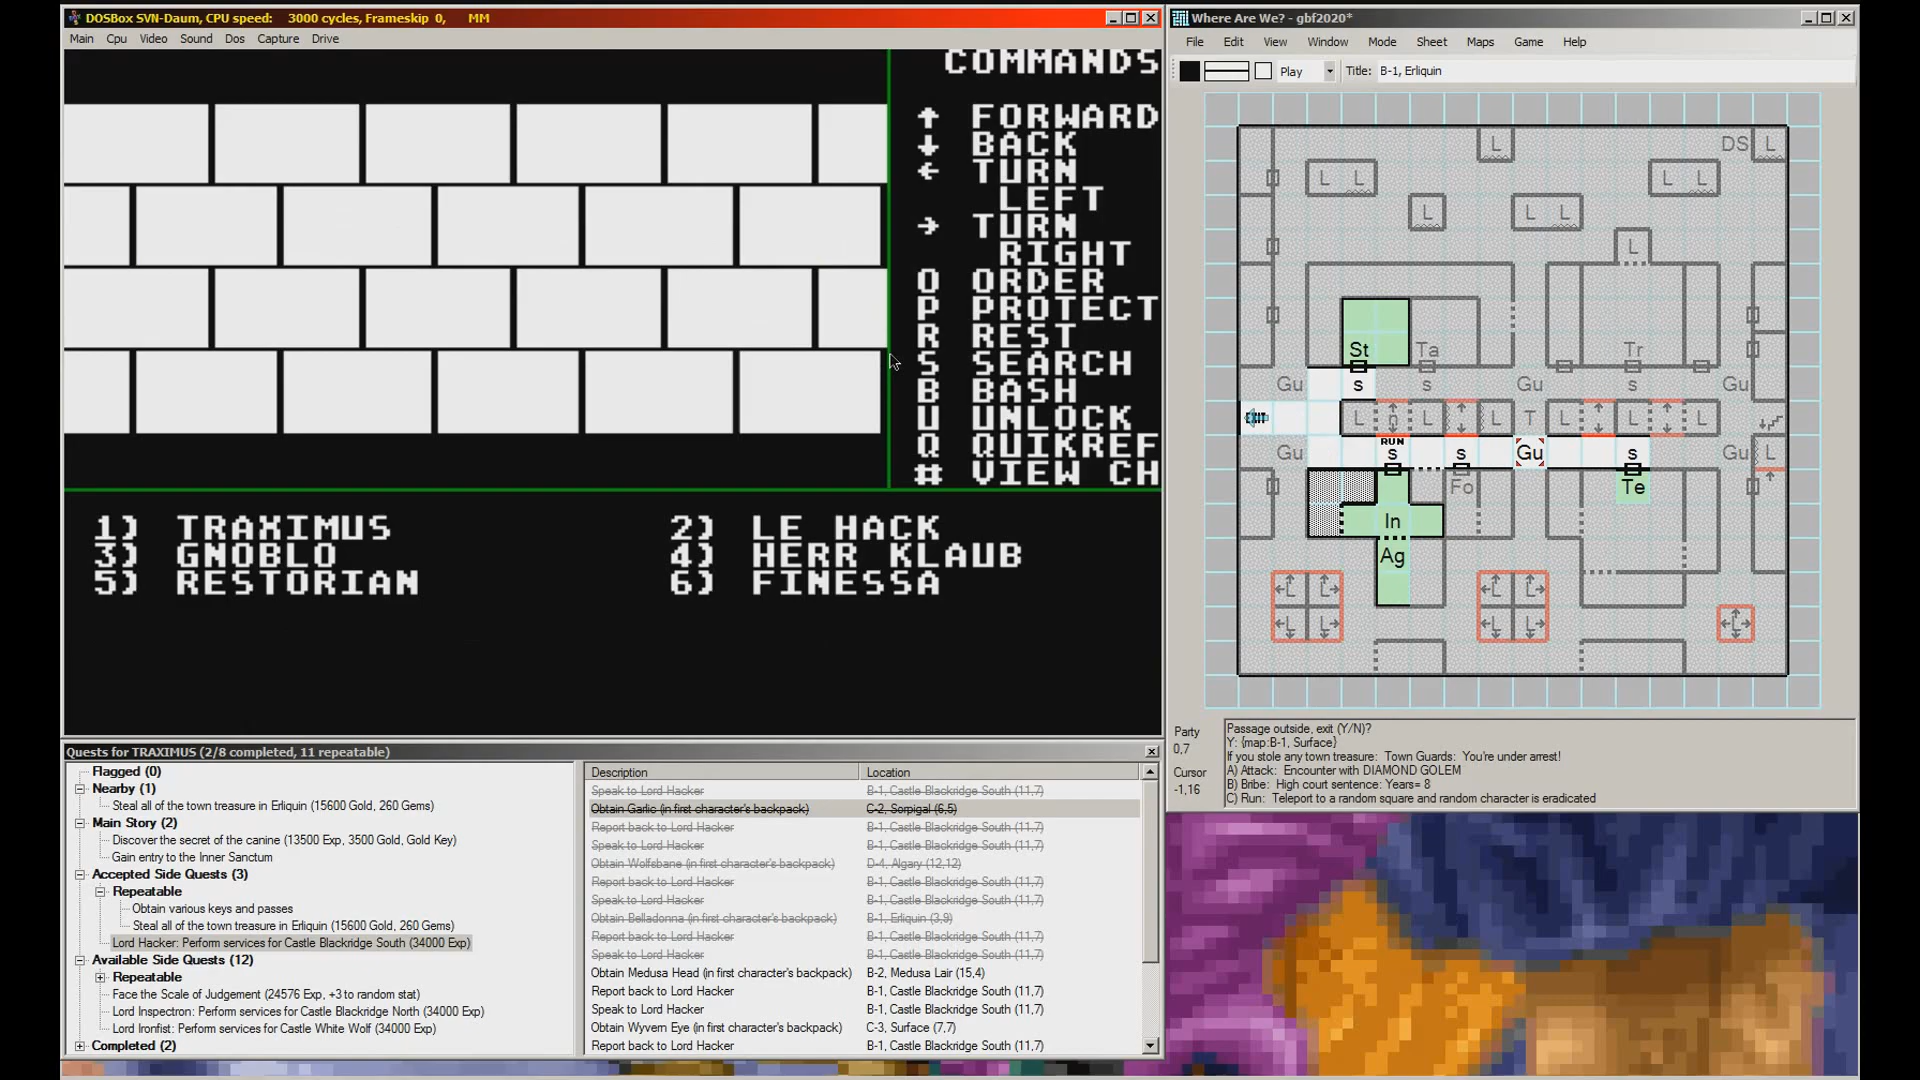 DOSBox SVN-Daum, CPU speed: 3000 cycles, Frameskip 0, MM
Main Cpu Video Sound Dos Capture Drive
COMMANDS
↑ FORWARD
↓ BACK
← TURN
LEFT
→ TURN
RIGHT
O ORDER
P PROTECT
R REST
S SEARCH
B BASH
U UNLOCK
Q QUIKREF
# VIEW CH
1) TRAXIMUS 2) LE HACK
3) GNOBLO 4) HERR KLAUB
5) RESTORIAN 6) FINESSA
Quests for TRAXIMUS (2/8 completed, 11 repeatable)
Flagged (0)
Nearby (1)
Steal all of the town treasure in Erliquin (15600 Gold, 260 Gems)
Main Story (2)
Discover the secret of the canine (13500 Exp, 3500 Gold, Gold Key)
Gain entry to the Inner Sanctum
Accepted Side Quests (3)
Repeatable
Obtain various keys and passes
Steal all of the town treasure in Erliquin (15600 Gold, 260 Gems)
Lord Hacker: Perform services for Castle Blackridge South (34000 Exp)
Available Side Quests (12)
Repeatable
Face the Scale of Judgement (24576 Exp, +3 to random stat)
Lord Inspectron: Perform services for Castle Blackridge North (34000 Exp)
Lord Ironfist: Perform services for Castle White Wolf (34000 Exp)
Completed (2)
Description Location
Speak to Lord Hacker B-1, Castle Blackridge South (11,7)
Obtain Garlic (in first character's backpack) C-2, Sorpigal (6,5)
Report back to Lord Hacker B-1, Castle Blackridge South (11,7)
Speak to Lord Hacker B-1, Castle Blackridge South (11,7)
Obtain Wolfsbane (in first character's backpack) D-4, Algary (12,12)
Report back to Lord Hacker B-1, Castle Blackridge South (11,7)
Speak to Lord Hacker B-1, Castle Blackridge South (11,7)
Obtain Belladonna (in first character's backpack) B-1, Erliquin (3,9)
Report back to Lord Hacker B-1, Castle Blackridge South (11,7)
Speak to Lord Hacker B-1, Castle Blackridge South (11,7)
Obtain Medusa Head (in first character's backpack) B-2, Medusa Lair (15,4)
Report back to Lord Hacker B-1, Castle Blackridge South (11,7)
Speak to Lord Hacker B-1, Castle Blackridge South (11,7)
Obtain Wyvern Eye (in first character's backpack) C-3, Surface (7,7)
Report back to Lord Hacker B-1, Castle Blackridge South (11,7)
Where Are We? - gbf2020*
File Edit View Window Mode Sheet Maps Game Help
Play Title: B-1, Erliquin
L DS L
L L L L
L L L
L
St Ta Tr
Gu s s Gu s Gu
EXIT L L L T L L L
RUN
Gu s s Gu s Gu L
Fo Te
In
Ag
L L L L
L L L L L
Party
0,7
Cursor
-1,16
Passage outside, exit (Y/N)?
Y: {map:B-1, Surface}
If you stole any town treasure: Town Guards: You're under arrest!
A) Attack: Encounter with DIAMOND GOLEM
B) Bribe: High court sentence: Years= 8
C) Run: Teleport to a random square and random character is eradicated